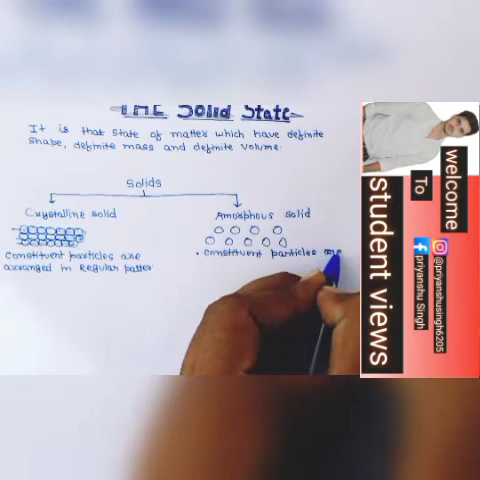 THE Solid State
It is that state of matter which have definite
shape, definite mass and definite volume.
Solids
Crystalline solid
Amorphous solid
Constituent particles are
arranged in Regular patter
• Constituent particles are
welcome
To
student views
@priyanshusingh6205
priyanshu Singh